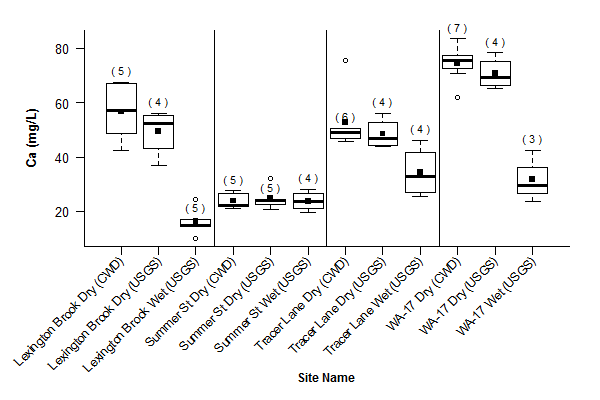 Ca (mg/L)
80
60
40
20
( 5 )
( 4 )
( 5 )
( 5 )
( 5 )
( 4 )
( 6 )
( 4 )
( 4 )
( 7 )
( 4 )
( 3 )
Lexington Brook Dry (CWD)
Lexington Brook Dry (USGS)
Lexington Brook Wet (USGS)
Summer St Dry (CWD)
Summer St Dry (USGS)
Summer St Wet (USGS)
Tracer Lane Dry (CWD)
Tracer Lane Dry (USGS)
Tracer Lane Wet (USGS)
WA-17 Dry (CWD)
WA-17 Dry (USGS)
WA-17 Wet (USGS)
Site Name